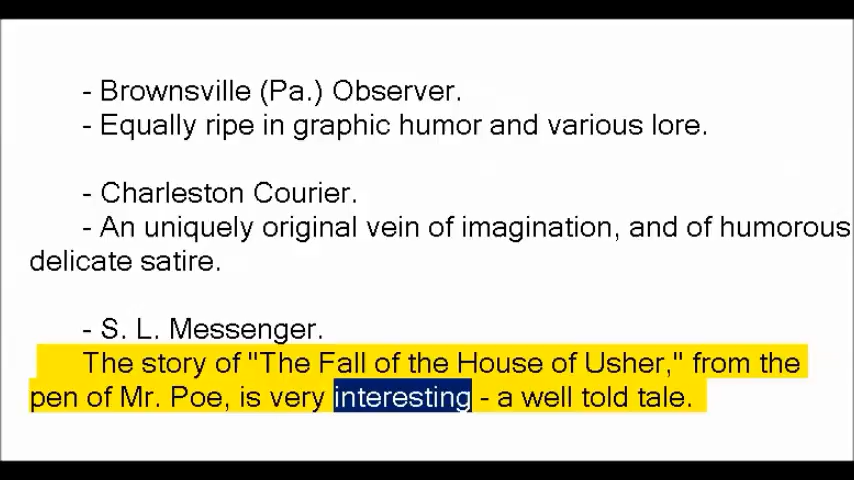 - Brownsville (Pa.) Observer.
- Equally ripe in graphic humor and various lore.
- Charleston Courier.
- An uniquely original vein of imagination, and of humorous
delicate satire.
- S. L. Messenger.
The story of "The Fall of the House of Usher," from the
pen of Mr. Poe, is very interesting - a well told tale.